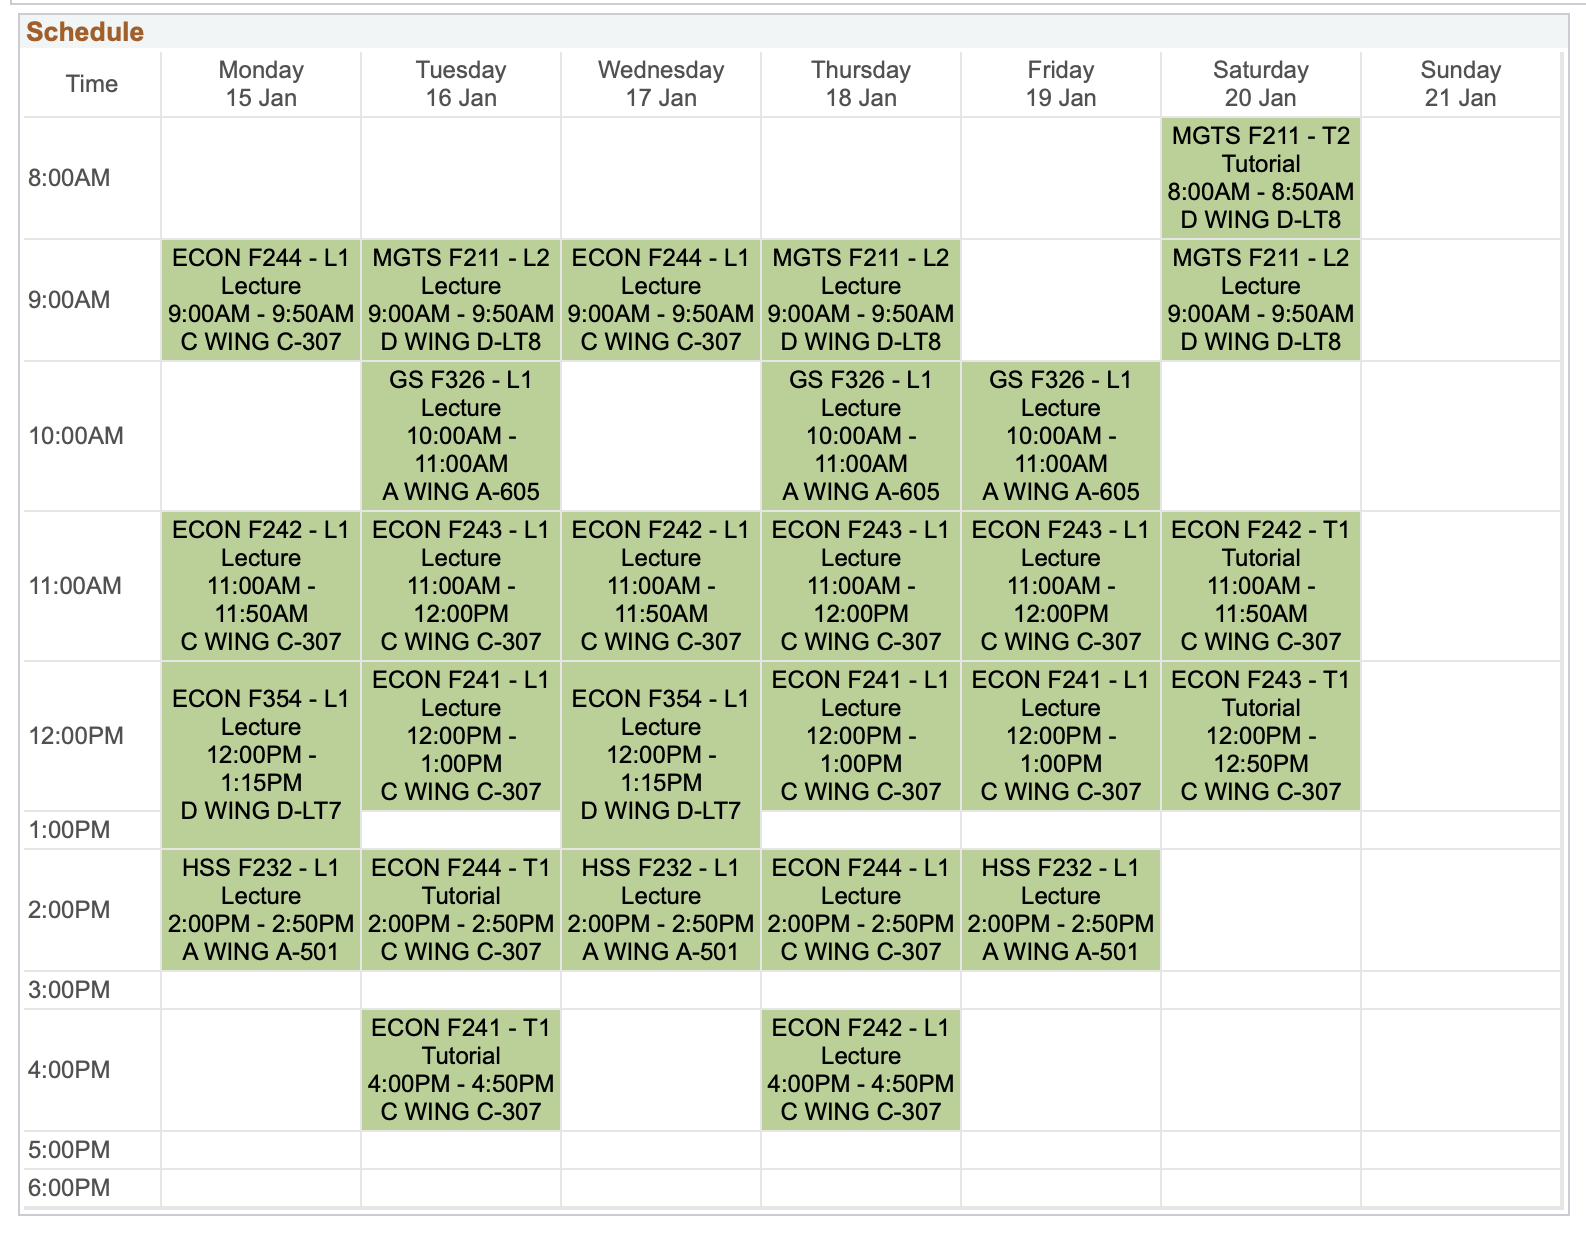 Schedule
Time
Monday
15 Jan
Tuesday
16 Jan
Wednesday
17 Jan
Thursday
18 Jan
Friday
19 Jan
Saturday
20 Jan
Sunday
21 Jan
8:00AM
MGTS F211 - T2
Tutorial
8:00AM - 8:50AM
D WING D-LT8
9:00AM
ECON F244 - L1
Lecture
9:00AM - 9:50AM
C WING C-307
MGTS F211 - L2
Lecture
9:00AM - 9:50AM
D WING D-LT8
ECON F244 - L1
Lecture
9:00AM - 9:50AM
C WING C-307
MGTS F211 - L2
Lecture
9:00AM - 9:50AM
D WING D-LT8
MGTS F211 - L2
Lecture
9:00AM - 9:50AM
D WING D-LT8
10:00AM
GS F326 - L1
Lecture
10:00AM -
11:00AM
A WING A-605
GS F326 - L1
Lecture
10:00AM -
11:00AM
A WING A-605
GS F326 - L1
Lecture
10:00AM -
11:00AM
A WING A-605
11:00AM
ECON F242 - L1
Lecture
11:00AM -
11:50AM
C WING C-307
ECON F243 - L1
Lecture
11:00AM -
12:00PM
C WING C-307
ECON F242 - L1
Lecture
11:00AM -
11:50AM
C WING C-307
ECON F243 - L1
Lecture
11:00AM -
12:00PM
C WING C-307
ECON F243 - L1
Lecture
11:00AM -
12:00PM
C WING C-307
ECON F242 - T1
Tutorial
11:00AM -
11:50AM
C WING C-307
12:00PM
ECON F354 - L1
Lecture
12:00PM -
1:15PM
D WING D-LT7
ECON F241 - L1
Lecture
12:00PM -
1:00PM
C WING C-307
ECON F354 - L1
Lecture
12:00PM -
1:15PM
D WING D-LT7
ECON F241 - L1
Lecture
12:00PM -
1:00PM
C WING C-307
ECON F241 - L1
Lecture
12:00PM -
1:00PM
C WING C-307
ECON F243 - T1
Tutorial
12:00PM -
12:50PM
C WING C-307
1:00PM
2:00PM
HSS F232 - L1
Lecture
2:00PM - 2:50PM
A WING A-501
ECON F244 - T1
Tutorial
2:00PM - 2:50PM
C WING C-307
HSS F232 - L1
Lecture
2:00PM - 2:50PM
A WING A-501
ECON F244 - L1
Lecture
2:00PM - 2:50PM
C WING C-307
HSS F232 - L1
Lecture
2:00PM - 2:50PM
A WING A-501
3:00PM
4:00PM
ECON F241 - T1
Tutorial
4:00PM - 4:50PM
C WING C-307
ECON F242 - L1
Lecture
4:00PM - 4:50PM
C WING C-307
5:00PM
6:00PM